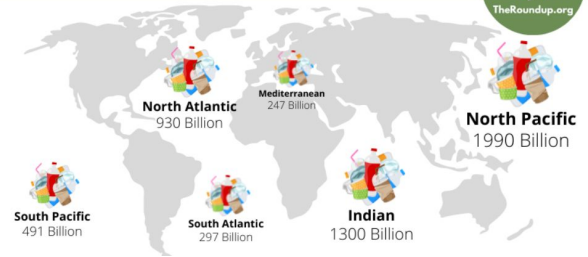 TheRoundup.org
North Atlantic
930 Billion
Mediterranean
247 Billion
North Pacific
1990 Billion
South Pacific
491 Billion
South Atlantic
297 Billion
Indian
1300 Billion